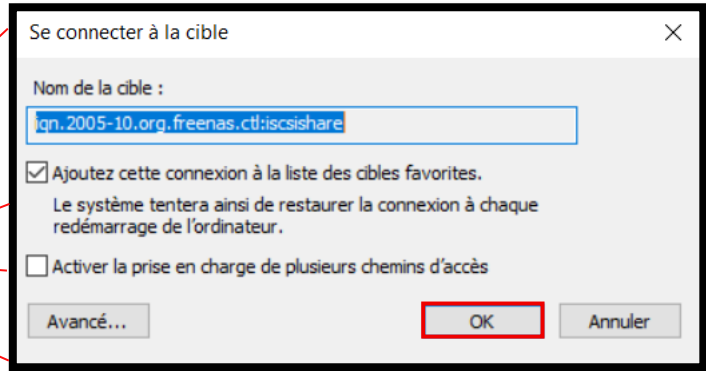 Se connecter à la cible
Nom de la cible :
iqn.2005-10.org.freenas.ctl:iscsishare
Ajoutez cette connexion à la liste des cibles favorites.
Le système tentera ainsi de restaurer la connexion à chaque
redémarrage de l'ordinateur.
Activer la prise en charge de plusieurs chemins d'accès
Avancé...
OK
Annuler